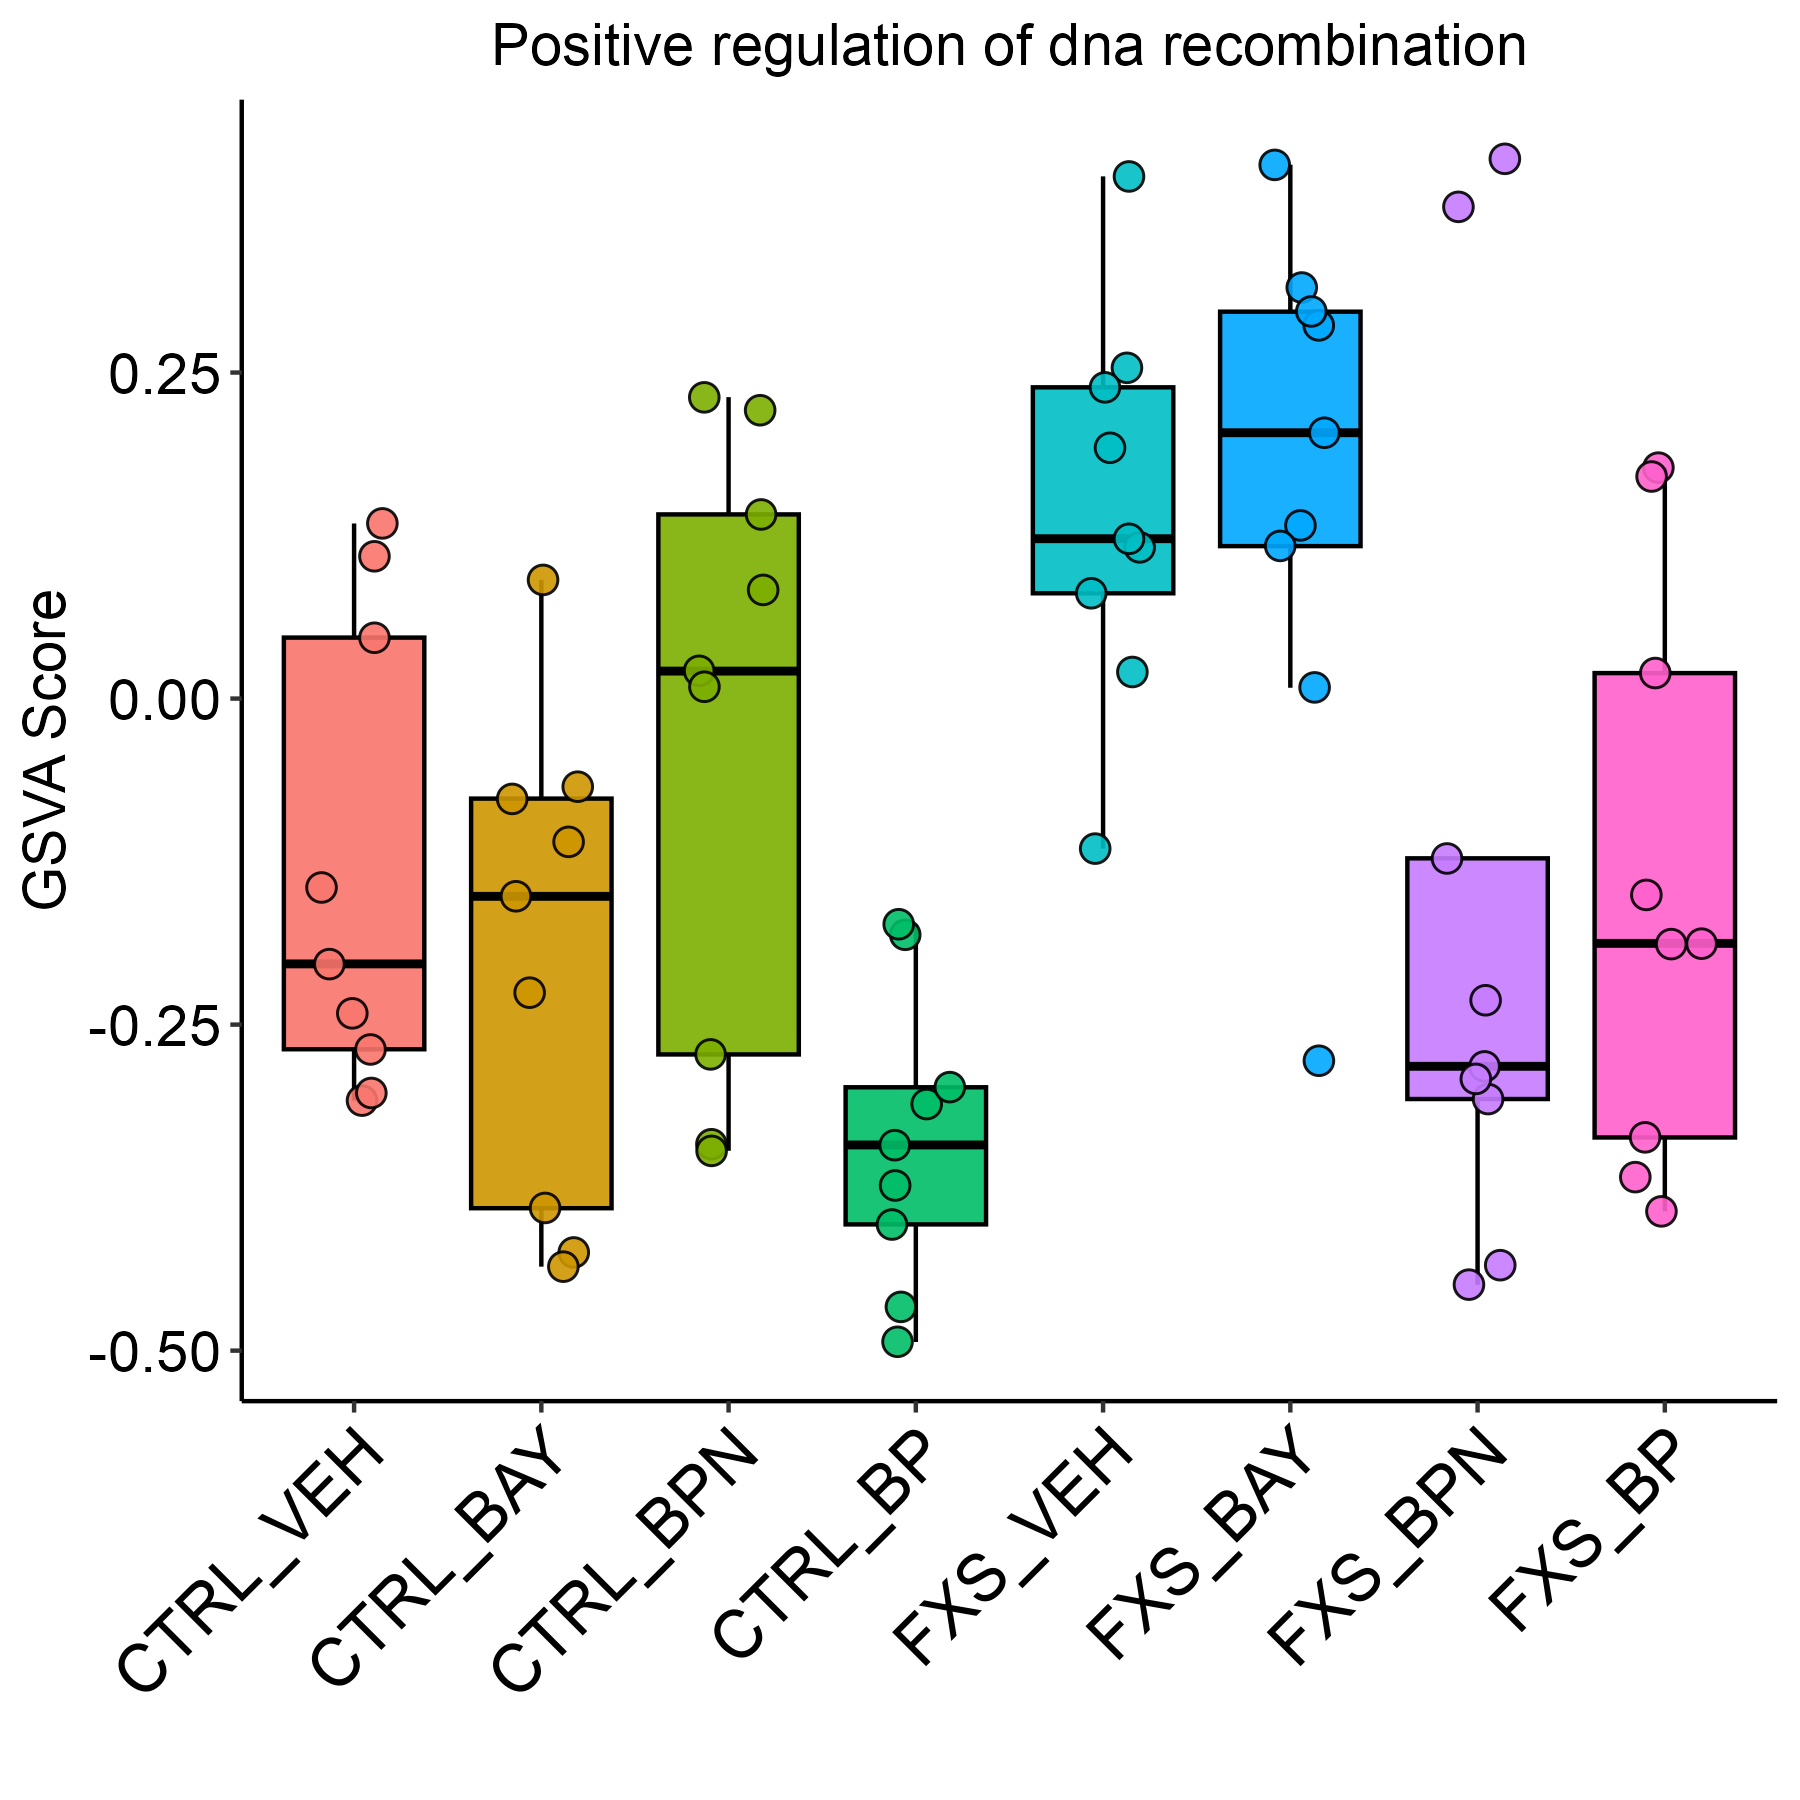 Positive regulation of dna recombination
GSVA Score
0.25
0.00
-0.25
-0.50
CTRL_VEH
CTRL_BAY
CTRL_BPN
CTRL_BP
FXS_VEH
FXS_BAY
FXS_BPN
FXS_BP